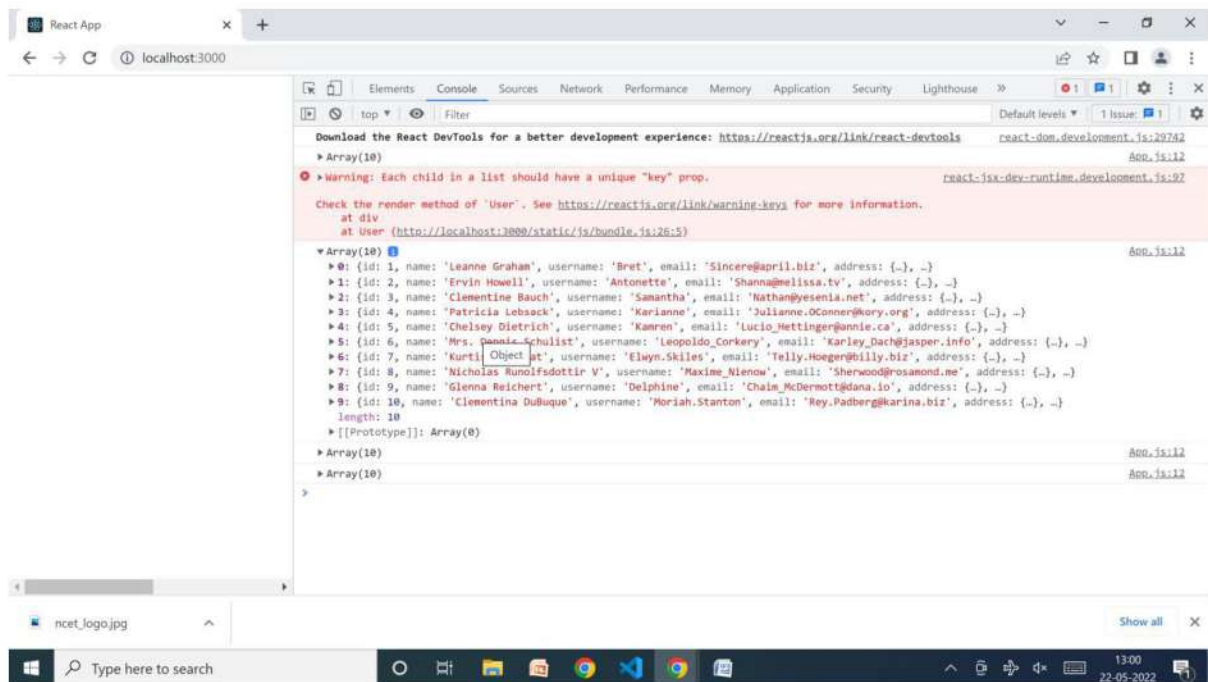 React App
localhost:3000
Elements Console Sources Network Performance Memory Application Security Lighthouse » 1 1
top ▼ Filter Default levels ▼ 1 Issue: 1
Download the React DevTools for a better development experience: https://reactjs.org/link/react-devtools react-dom.development.js:29742
▶ Array(10) App.js:12
▶ Warning: Each child in a list should have a unique "key" prop. react-jsx-dev-runtime.development.js:97
Check the render method of `User`. See https://reactjs.org/link/warning-keys for more information.
at div
at User (http://localhost:3000/static/js/bundle.js:26:5)
▼ Array(10) i App.js:12
▶ 0: {id: 1, name: 'Leanne Graham', username: 'Bret', email: 'Sincere@april.biz', address: {…}, …}
▶ 1: {id: 2, name: 'Ervin Howell', username: 'Antonette', email: 'Shanna@melissa.tv', address: {…}, …}
▶ 2: {id: 3, name: 'Clementine Bauch', username: 'Samantha', email: 'Nathan@yesenia.net', address: {…}, …}
▶ 3: {id: 4, name: 'Patricia Lebsack', username: 'Karianne', email: 'Julianne.OConner@kory.org', address: {…}, …}
▶ 4: {id: 5, name: 'Chelsey Dietrich', username: 'Kamren', email: 'Lucio_Hettinger@annie.ca', address: {…}, …}
▶ 5: {id: 6, name: 'Mrs. Dennis Schulist', username: 'Leopoldo_Corkery', email: 'Karley_Dach@jasper.info', address: {…}, …}
▶ 6: {id: 7, name: 'Kurti Object at', username: 'Elwyn.Skiles', email: 'Telly.Hoeger@billy.biz', address: {…}, …}
▶ 7: {id: 8, name: 'Nicholas Runolfsdottir V', username: 'Maxime_Nienow', email: 'Sherwood@rosamond.me', address: {…}, …}
▶ 8: {id: 9, name: 'Glenna Reichert', username: 'Delphine', email: 'Chaim_McDermott@dana.io', address: {…}, …}
▶ 9: {id: 10, name: 'Clementina DuBuque', username: 'Moriah.Stanton', email: 'Rey.Padberg@karina.biz', address: {…}, …}
length: 10
▶ [[Prototype]]: Array(0)
▶ Array(10) App.js:12
▶ Array(10) App.js:12
ncet_logo.jpg Show all
Type here to search 13:00
22-05-2022 1